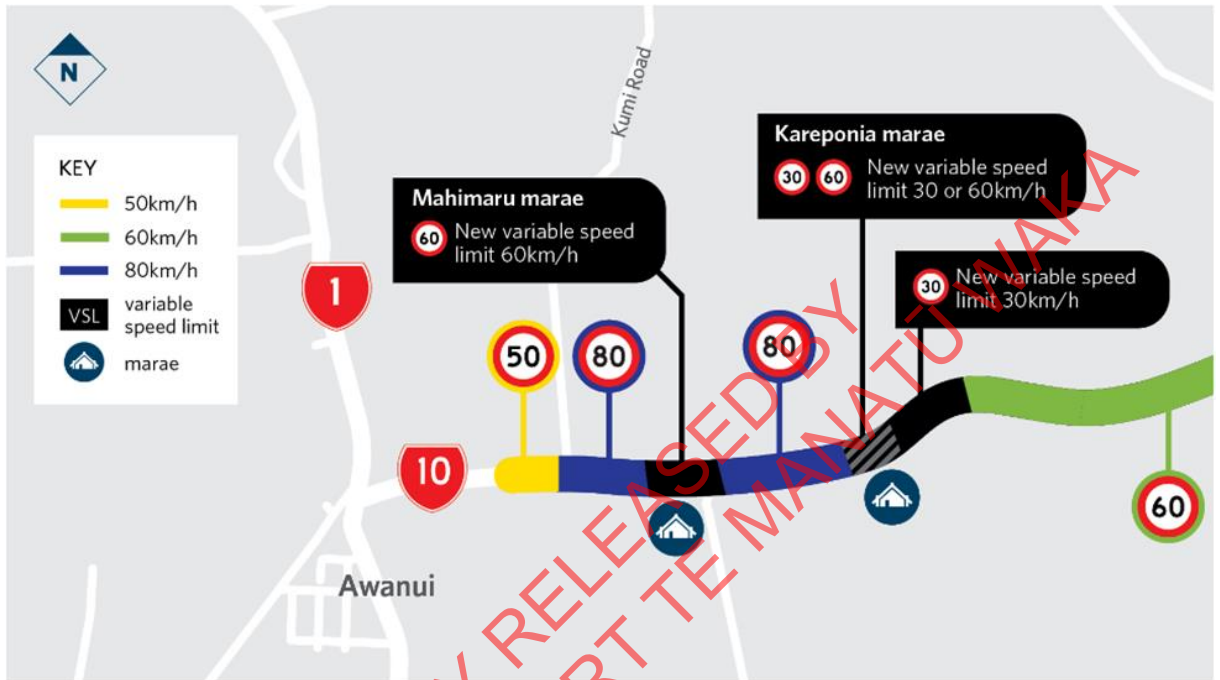 N
KEY
50km/h
60km/h
80km/h
VSL
variable
speed limit
marae
1
10
Awanui
Kumi Road
Mahimaru marae
60
New variable speed
limit 60km/h
Kareponia marae
30
60
New variable speed
limit 30 or 60km/h
30
New variable speed
limit 30km/h
50
80
80
60
RELEASED BY
TE MANATŪ WAKA